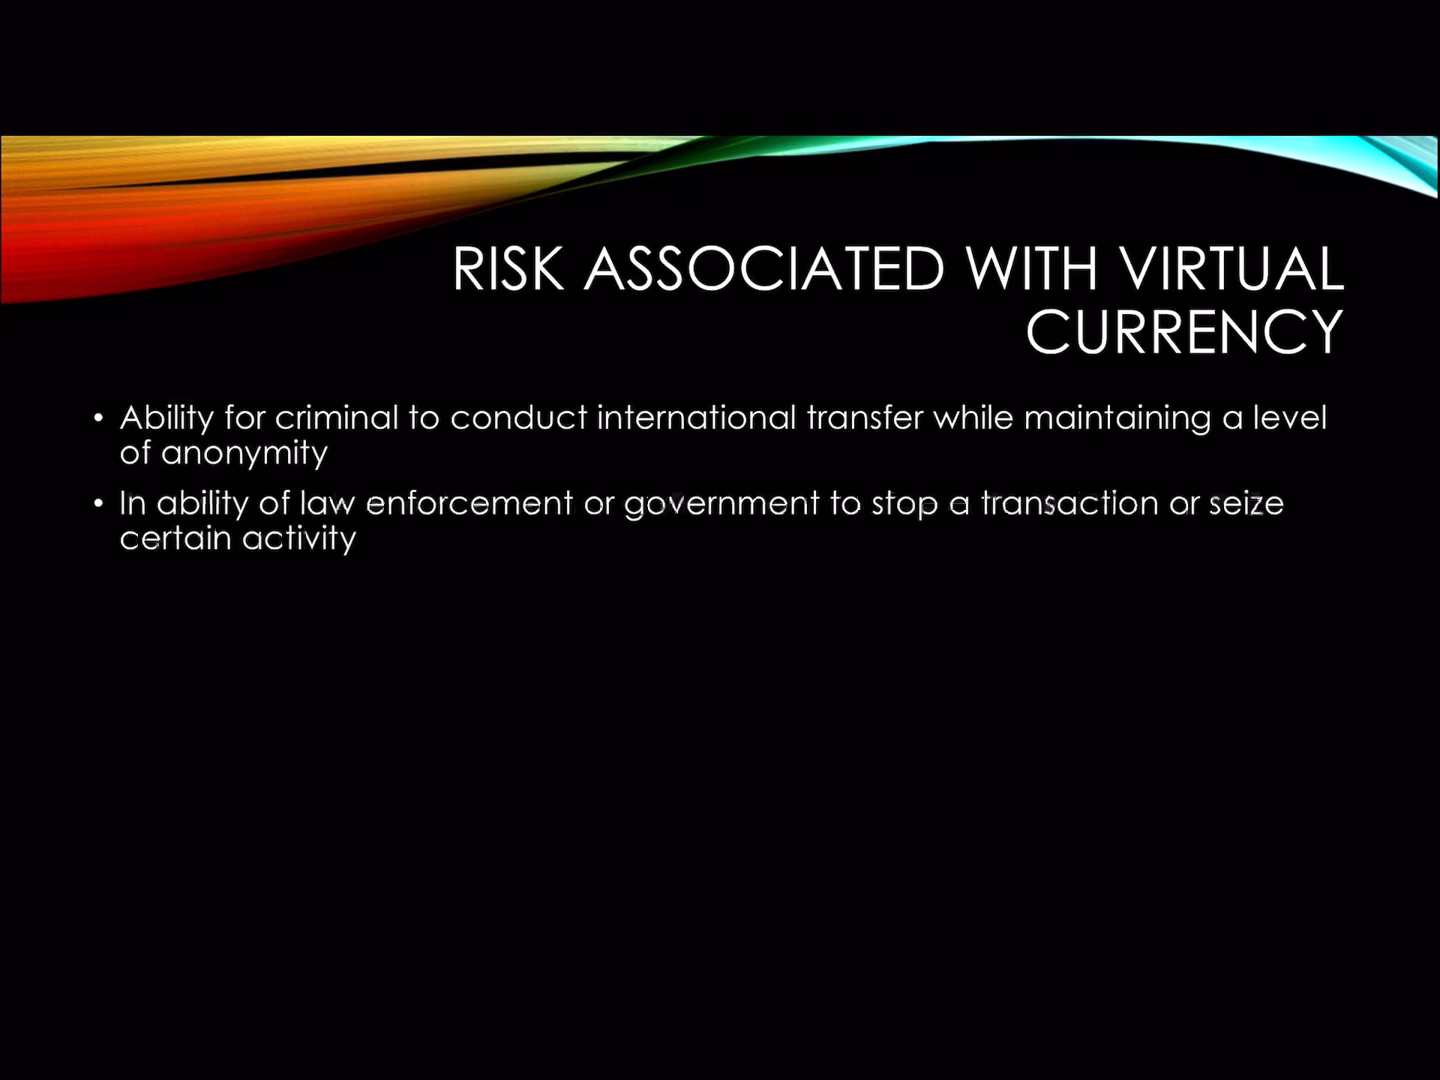 RISK ASSOCIATED WITH VIRTUAL
CURRENCY
• Ability for criminal to conduct international transfer while maintaining a level
of anonymity
• In ability of law enforcement or government to stop a transaction or seize
certain activity